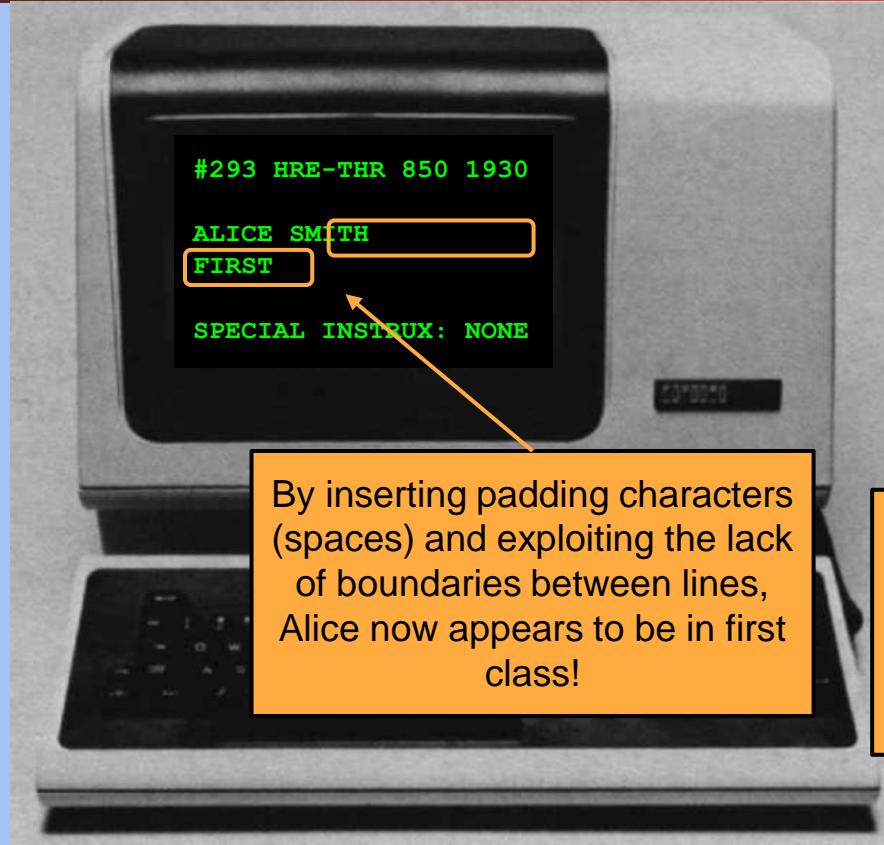 #293 HRE-THR 850 1930
ALICE SMITH
FIRST
SPECIAL INSTRUX: NONE
By inserting padding characters
(spaces) and exploiting the lack
of boundaries between lines,
Alice now appears to be in first
class!